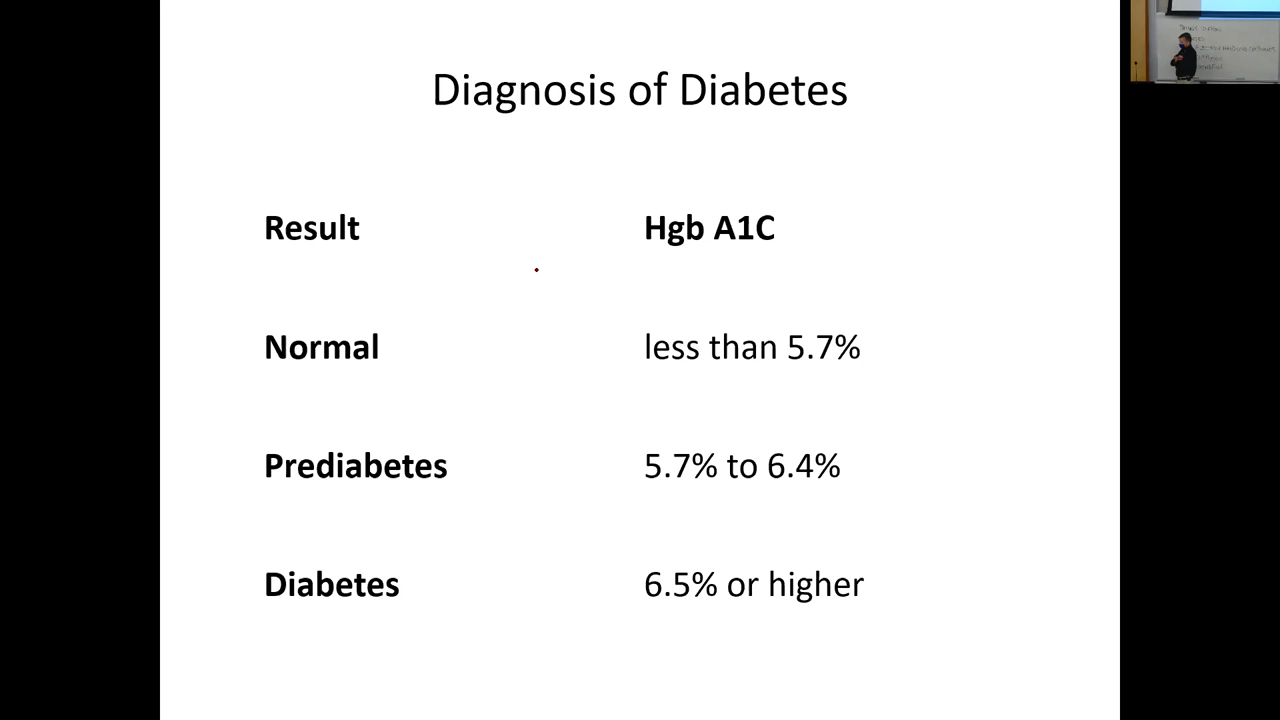 Diagnosis of Diabetes
Result Hgb A1C
Normal less than 5.7%
Prediabetes 5.7% to 6.4%
Diabetes 6.5% or higher